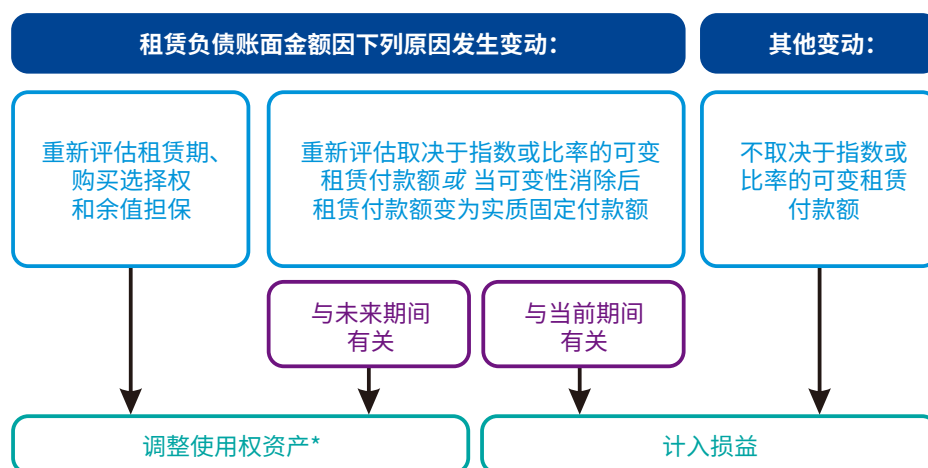 租赁负债账面金额因下列原因发生变动：
其他变动：
重新评估租赁期、
购买选择权
和余值担保
重新评估取决于指数或比率的可变
租赁付款额或 当可变性消除后
租赁付款额变为实质固定付款额
不取决于指数或
比率的可变租赁
付款额
与未来期间
有关
与当前期间
有关
调整使用权资产*
计入损益